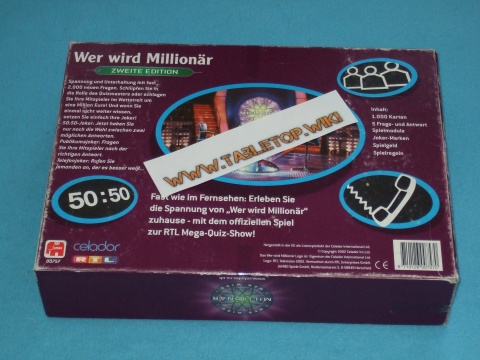 Wer wird Millionär
ZWEITE EDITION
Spannung und Unterhaltung mit fast
2.000 neuen Fragen. Schlüpfen Sie in
die Rolle des Quizmasters oder schlagen
Sie Ihre Mitspieler im Wettstreit um
eine Million Euro! Und wenn Sie
einmal nicht weiter wissen,
setzen Sie einfach Ihre Joker!
50:50-Joker: Jetzt haben Sie
nur noch die Wahl zwischen zwei
möglichen Antworten.
Publikumsjoker: Fragen
Sie Ihre Mitspieler nach der
richtigen Antwort.
Telefonjoker: Rufen Sie
jemanden an, der es besser weiß...
WWW.TABLETOP.WIKI
Inhalt:
1.000 Karten
5 Frage- und Antwort
Spielmodule
Joker-Marken
Spielgeld
Spielregeln
50:50
Fast wie im Fernsehen: Erleben Sie
die Spannung von „Wer wird Millionär"
zuhause - mit dem offiziellen Spiel
zur RTL Mega-Quiz-Show!
Jumbo
celador
RTL
CE
MILLIONÄR